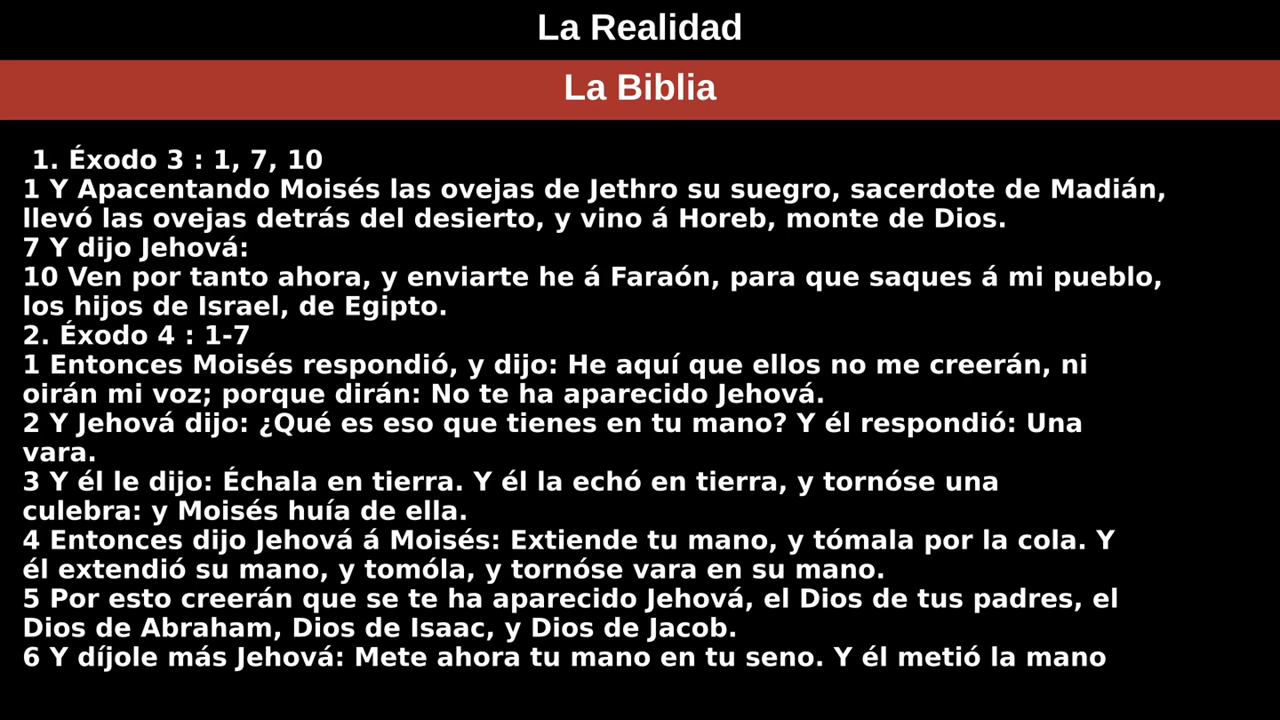 La Realidad
La Biblia
1. Éxodo 3 : 1, 7, 10
1 Y Apacentando Moisés las ovejas de Jethro su suegro, sacerdote de Madián,
llevó las ovejas detrás del desierto, y vino á Horeb, monte de Dios.
7 Y dijo Jehová:
10 Ven por tanto ahora, y enviarte he á Faraón, para que saques á mi pueblo,
los hijos de Israel, de Egipto.
2. Éxodo 4 : 1-7
1 Entonces Moisés respondió, y dijo: He aquí que ellos no me creerán, ni
oirán mi voz; porque dirán: No te ha aparecido Jehová.
2 Y Jehová dijo: ¿Qué es eso que tienes en tu mano? Y él respondió: Una
vara.
3 Y él le dijo: Échala en tierra. Y él la echó en tierra, y tornóse una
culebra: y Moisés huía de ella.
4 Entonces dijo Jehová á Moisés: Extiende tu mano, y tómala por la cola. Y
él extendió su mano, y tomóla, y tornóse vara en su mano.
5 Por esto creerán que se te ha aparecido Jehová, el Dios de tus padres, el
Dios de Abraham, Dios de Isaac, y Dios de Jacob.
6 Y díjole más Jehová: Mete ahora tu mano en tu seno. Y él metió la mano